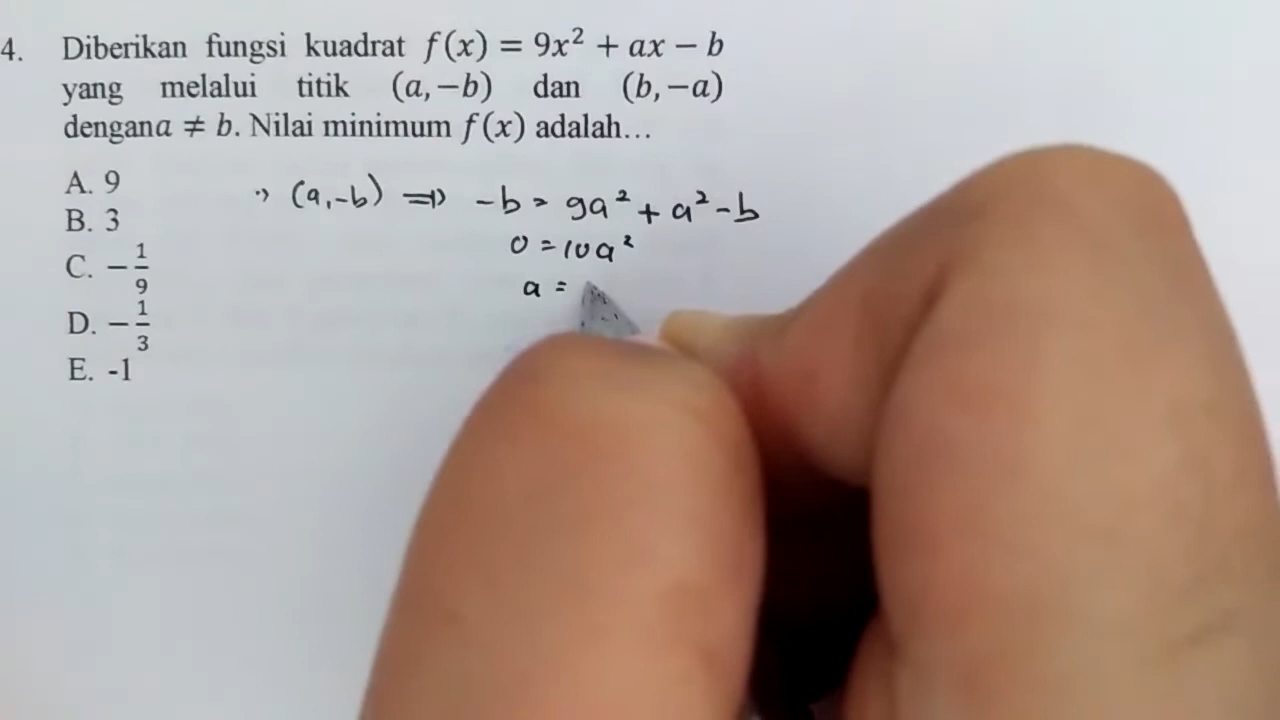 4. Diberikan fungsi kuadrat f(x) = 9x² + ax − b
yang melalui titik (a, −b) dan (b, −a)
dengana ≠ b. Nilai minimum f(x) adalah…
A. 9
B. 3
C. −1/9
D. −1/3
E. -1
(a,-b) ⇒ -b = 9a² + a² - b
0 = 10a²
a =